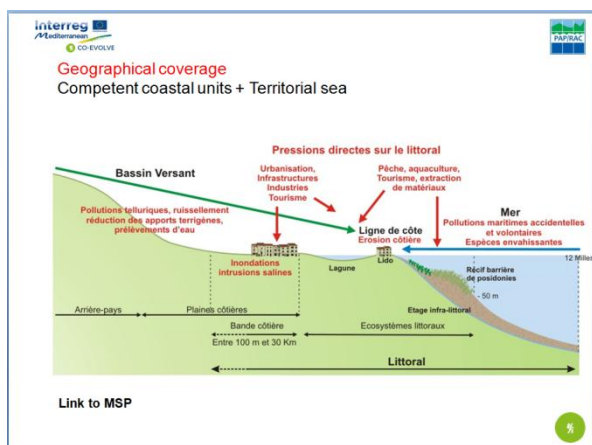 Interreg
Mediterranean
CO-EVOLVE
PAP/RAC
Geographical coverage
Competent coastal units + Territorial sea
Pressions directes sur le littoral
Bassin Versant
Urbanisation,
Infrastructures
Industries
Tourisme
Pêche, aquaculture,
Tourisme, extraction
de matériaux
Pollutions telluriques, ruissellement
réduction des apports terrigènes,
prélèvements d'eau
Ligne de côte
Erosion côtière
Mer
Pollutions maritimes accidentelles
et volontaires
Espèces envahissantes
Inondations
intrusions salines
Lagune
Lido
12 Milles
Récif barrière
de posidonies
- 50 m
Etage infra-littoral
Arrière-pays
Plaines côtières
Bande côtière
Ecosystèmes littoraux
Entre 100 m et 30 Km
Littoral
Link to MSP